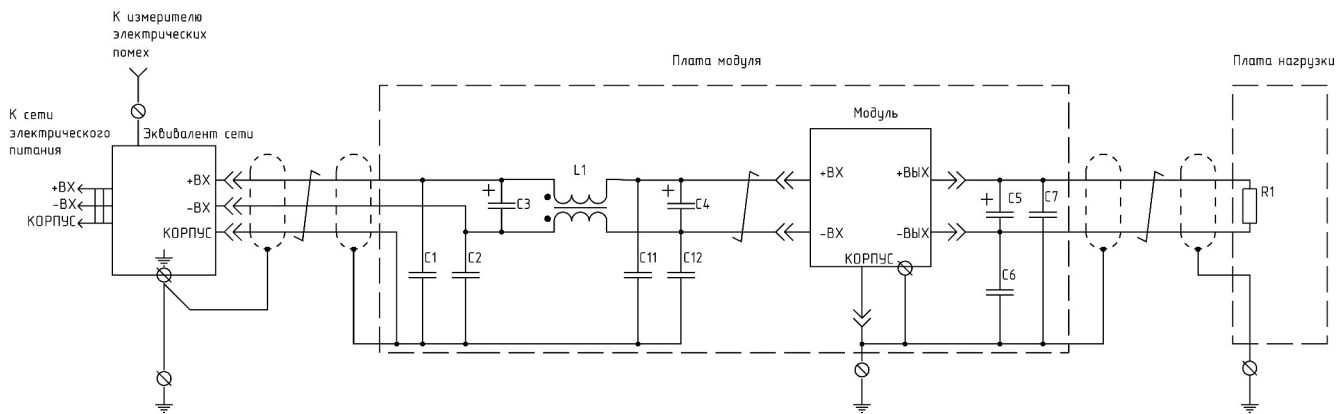 К измерителю
электрических
помех
Плата модуля
Плата нагрузки
К сети
электрического
питания
Эквивалент сети
Модуль
+ВХ
-ВХ
КОРПУС
+ВХ
-ВХ
КОРПУС
+
C3
L1
+
C4
+ВХ
-ВХ
+ВЫХ
-ВЫХ
КОРПУС
+
C5
C7
R1
C1
C2
C11
C12
C6